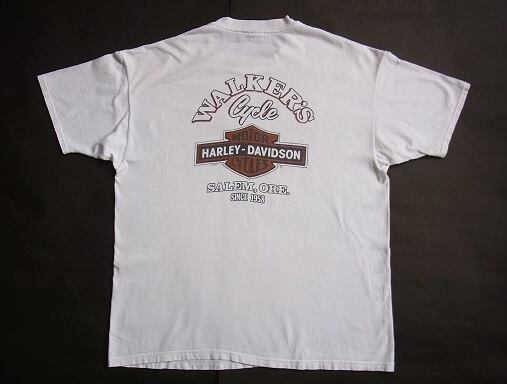 WALKER'S
Cycle
MOTOR
HARLEY-DAVIDSON
CYCLES
SALEM, ORE.
SINCE 1953